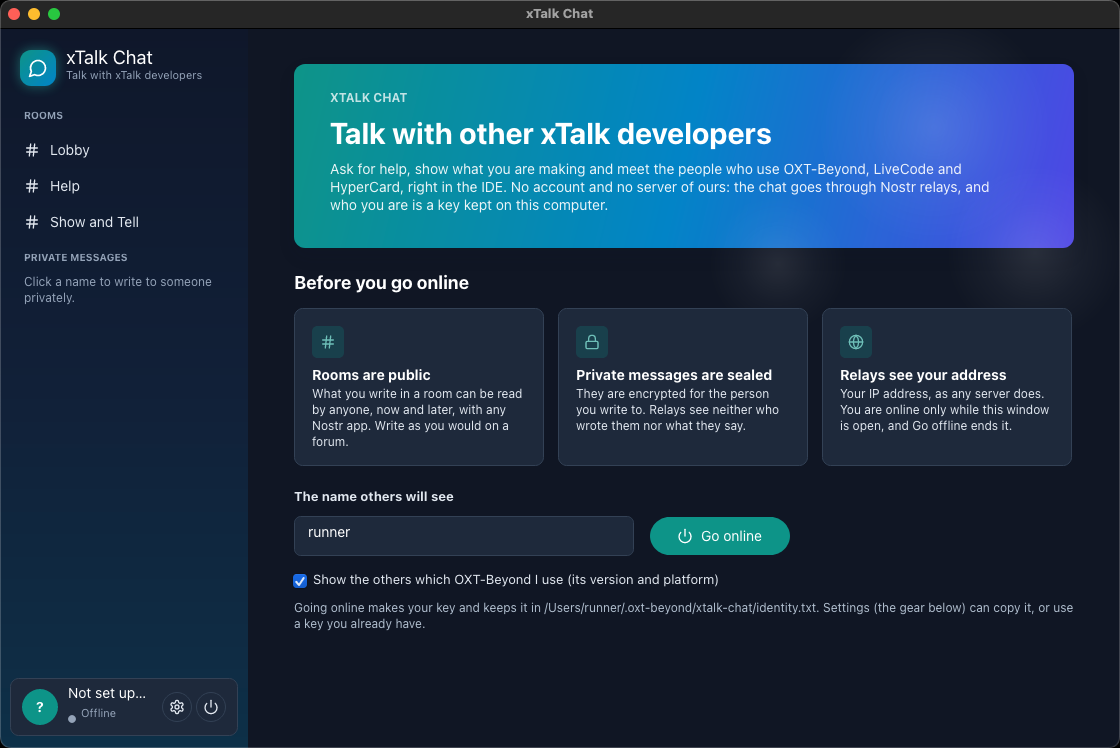 xTalk Chat
xTalk Chat
Talk with xTalk developers
ROOMS
Lobby
Help
Show and Tell
PRIVATE MESSAGES
Click a name to write to someone
privately.
XTALK CHAT
Talk with other xTalk developers
Ask for help, show what you are making and meet the people who use OXT-Beyond, LiveCode and
HyperCard, right in the IDE. No account and no server of ours: the chat goes through Nostr relays, and
who you are is a key kept on this computer.
Before you go online
Rooms are public
What you write in a room can be read
by anyone, now and later, with any
Nostr app. Write as you would on a
forum.
Private messages are sealed
They are encrypted for the person
you write to. Relays see neither who
wrote them nor what they say.
Relays see your address
Your IP address, as any server does.
You are online only while this window
is open, and Go offline ends it.
The name others will see
runner
Go online
Show the others which OXT-Beyond I use (its version and platform)
Going online makes your key and keeps it in /Users/runner/.oxt-beyond/xtalk-chat/identity.txt. Settings (the gear below) can copy it, or use
a key you already have.
?
Not set up...
Offline